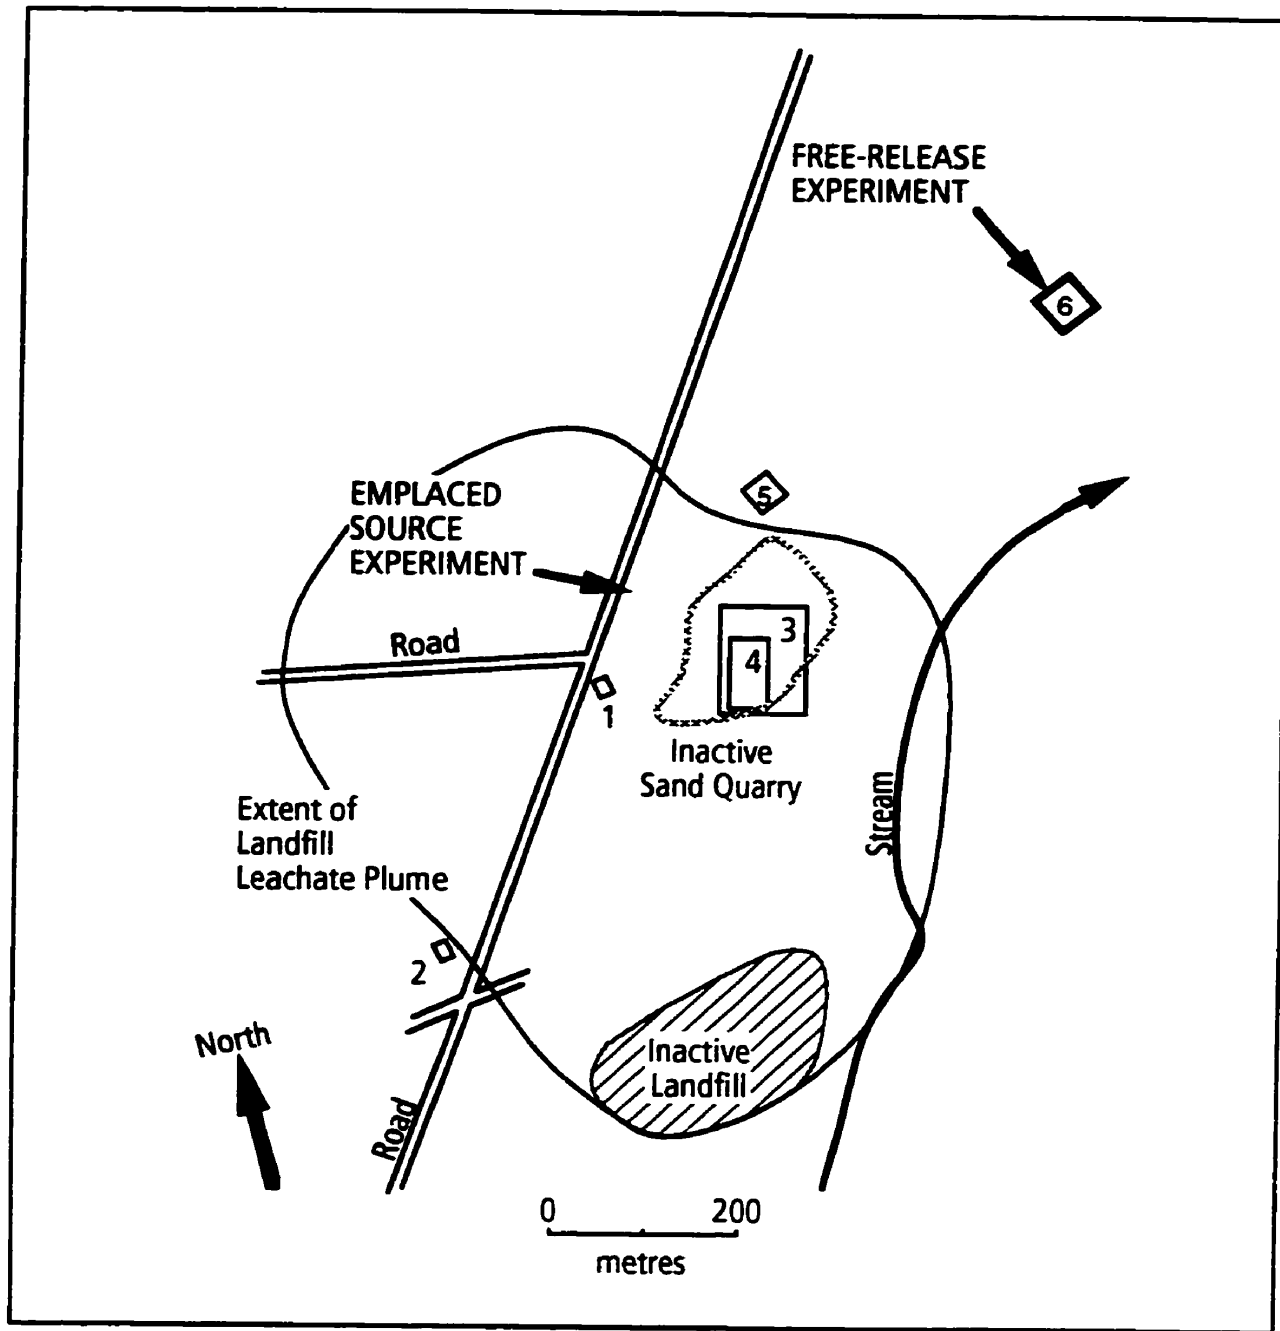 FREE-RELEASE
EXPERIMENT
6
5
EMPLACED
SOURCE
EXPERIMENT
Road
3
4
1
Inactive
Sand Quarry
Extent of
Landfill
Leachate Plume
Stream
2
North
Inactive
Landfill
Road
0 200
metres